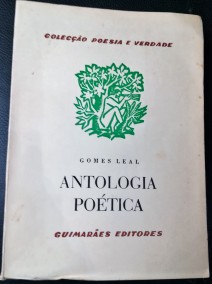 COLECÇÃO POESIA E VERDADE
GOMES LEAL
ANTOLOGIA
POÉTICA
GUIMARÃES EDITORES